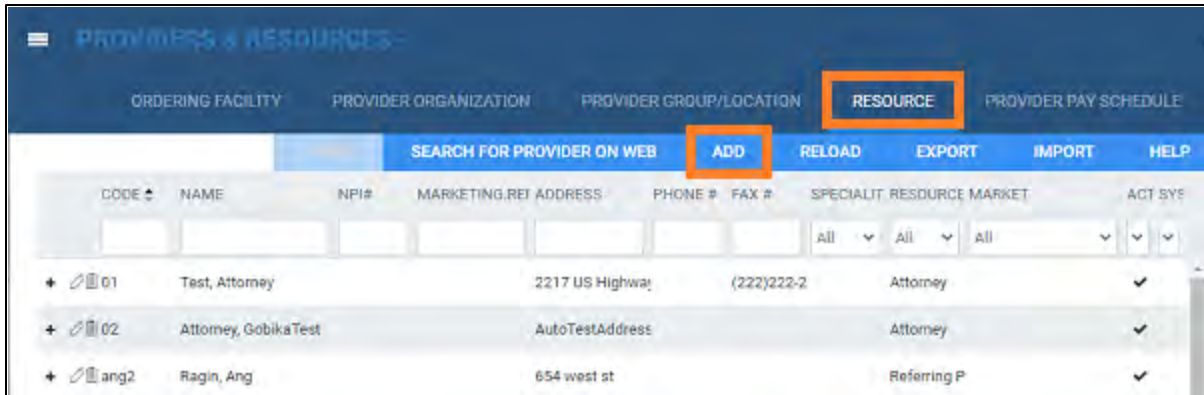 PROVIDERS & RESOURCES
ORDERING FACILITY PROVIDER ORGANIZATION PROVIDER GROUP/LOCATION RESOURCE PROVIDER PAY SCHEDULE
SEARCH FOR PROVIDER ON WEB ADD RELOAD EXPORT IMPORT HELP
CODE NAME NPI# MARKETING.REI ADDRESS PHONE # FAX # SPECIALIT RESOURCE MARKET ACT SYS
All All All
01 Test, Attorney 2217 US Highway (222)222-2 Attorney
02 Attorney, GobikaTest AutoTestAddress Attorney
ang2 Ragin, Ang 654 west st Referring P